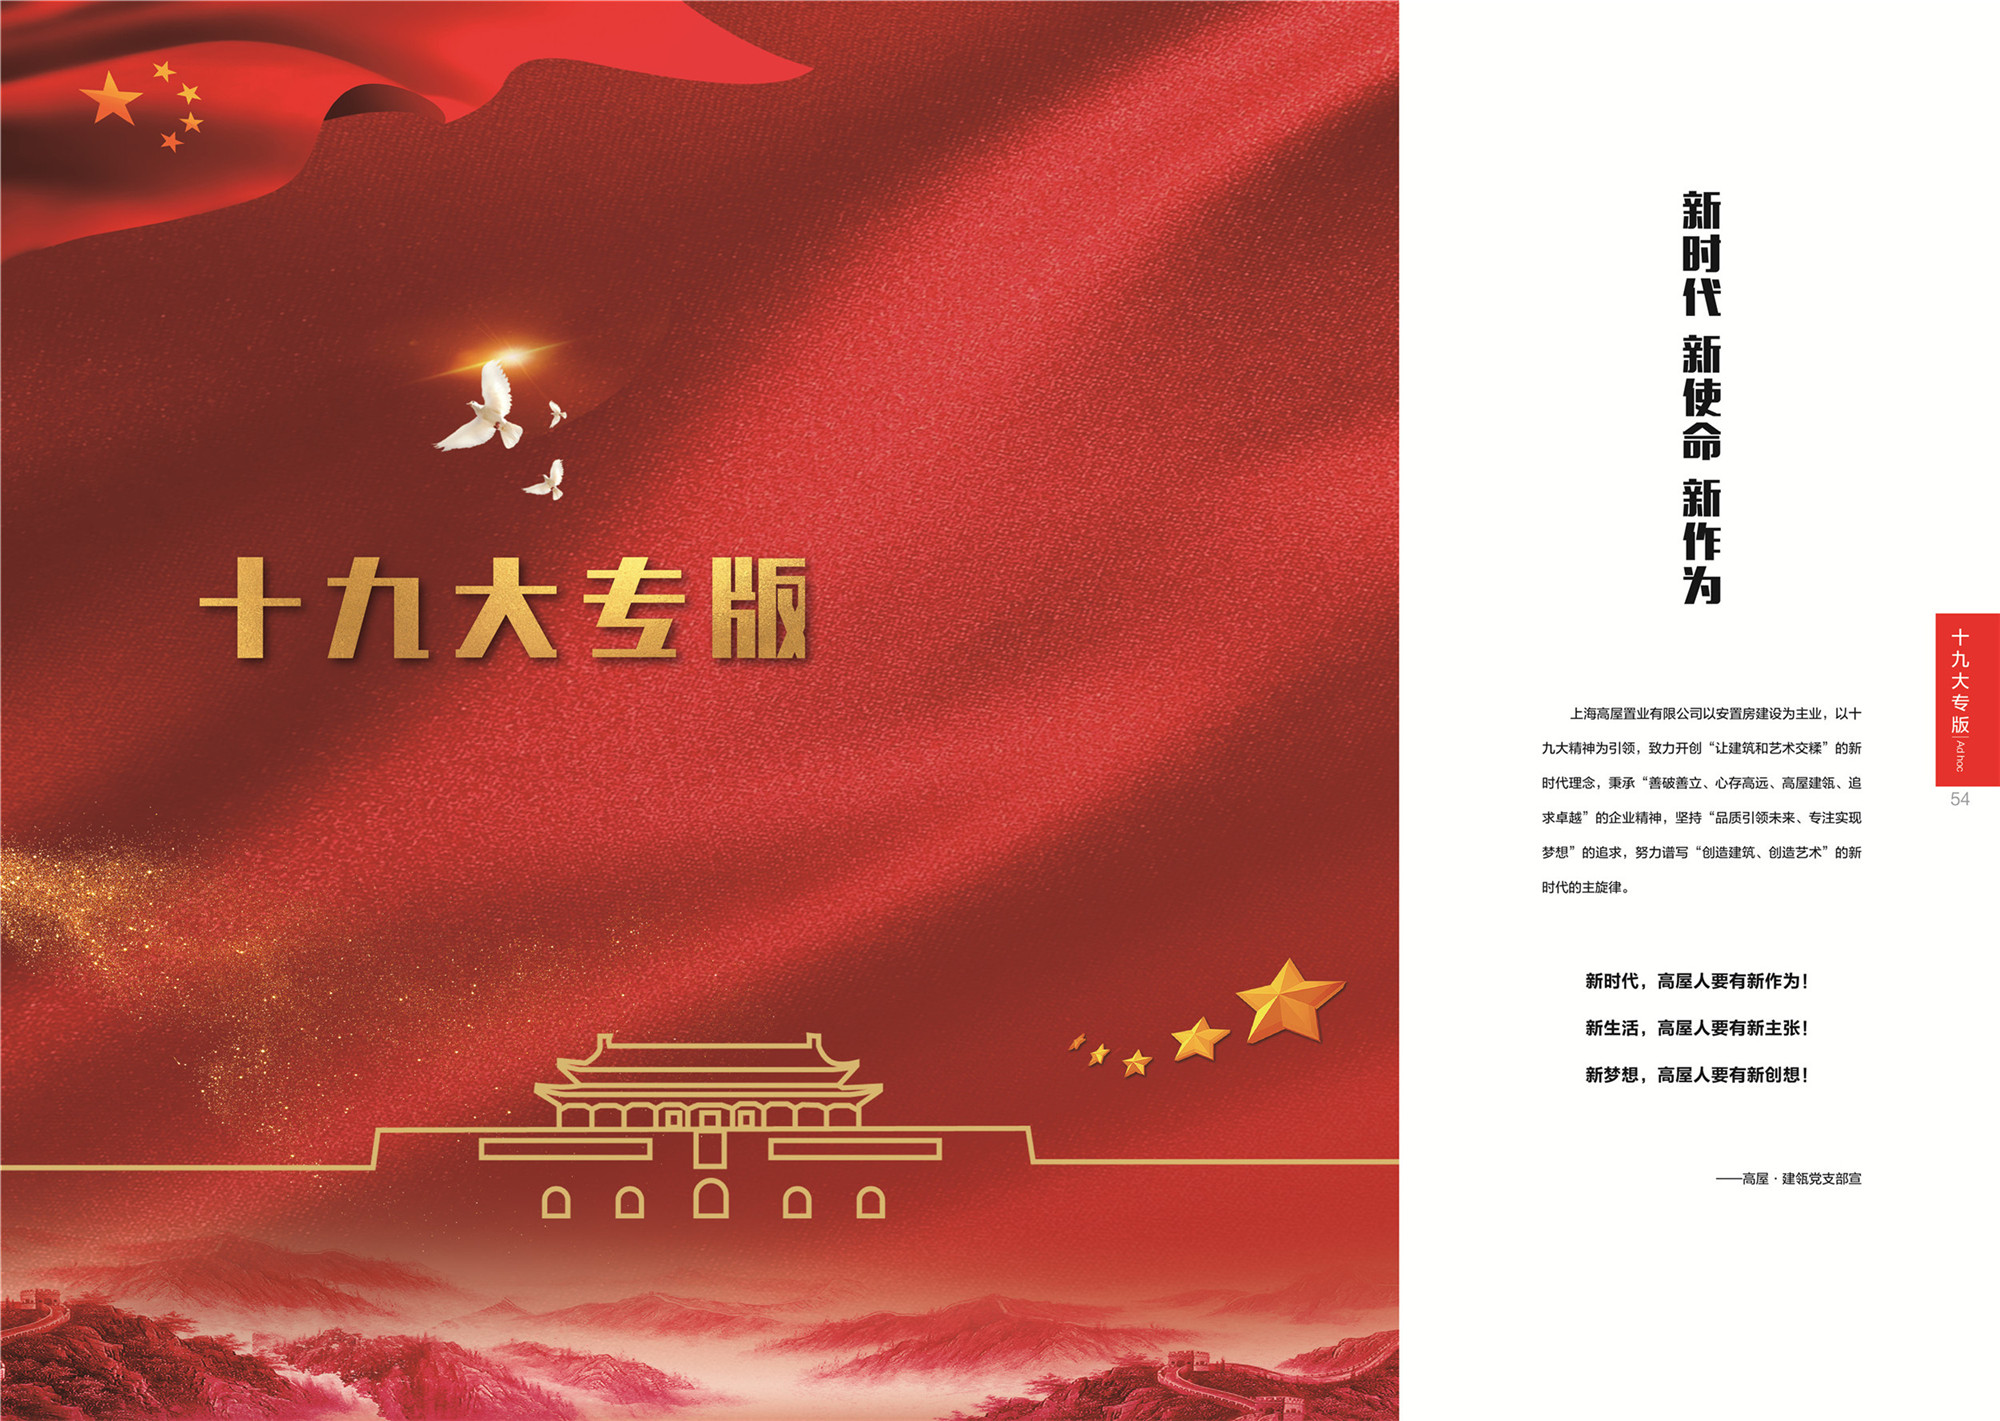 十九大专版
新时代 新使命 新作为
上海高屋置业有限公司以安置房建设为主业，以十
九大精神为引领，致力开创“让建筑和艺术交糅”的新
时代理念，秉承“善破善立、心存高远、高屋建瓴、追
求卓越”的企业精神，坚持“品质引领未来、专注实现
梦想”的追求，努力谱写“创造建筑、创造艺术”的新
时代的主旋律。
新时代，高屋人要有新作为！
新生活，高屋人要有新主张！
新梦想，高屋人要有新创想！
——高屋·建瓴党支部宣
十九大专版|Ad hoc
54